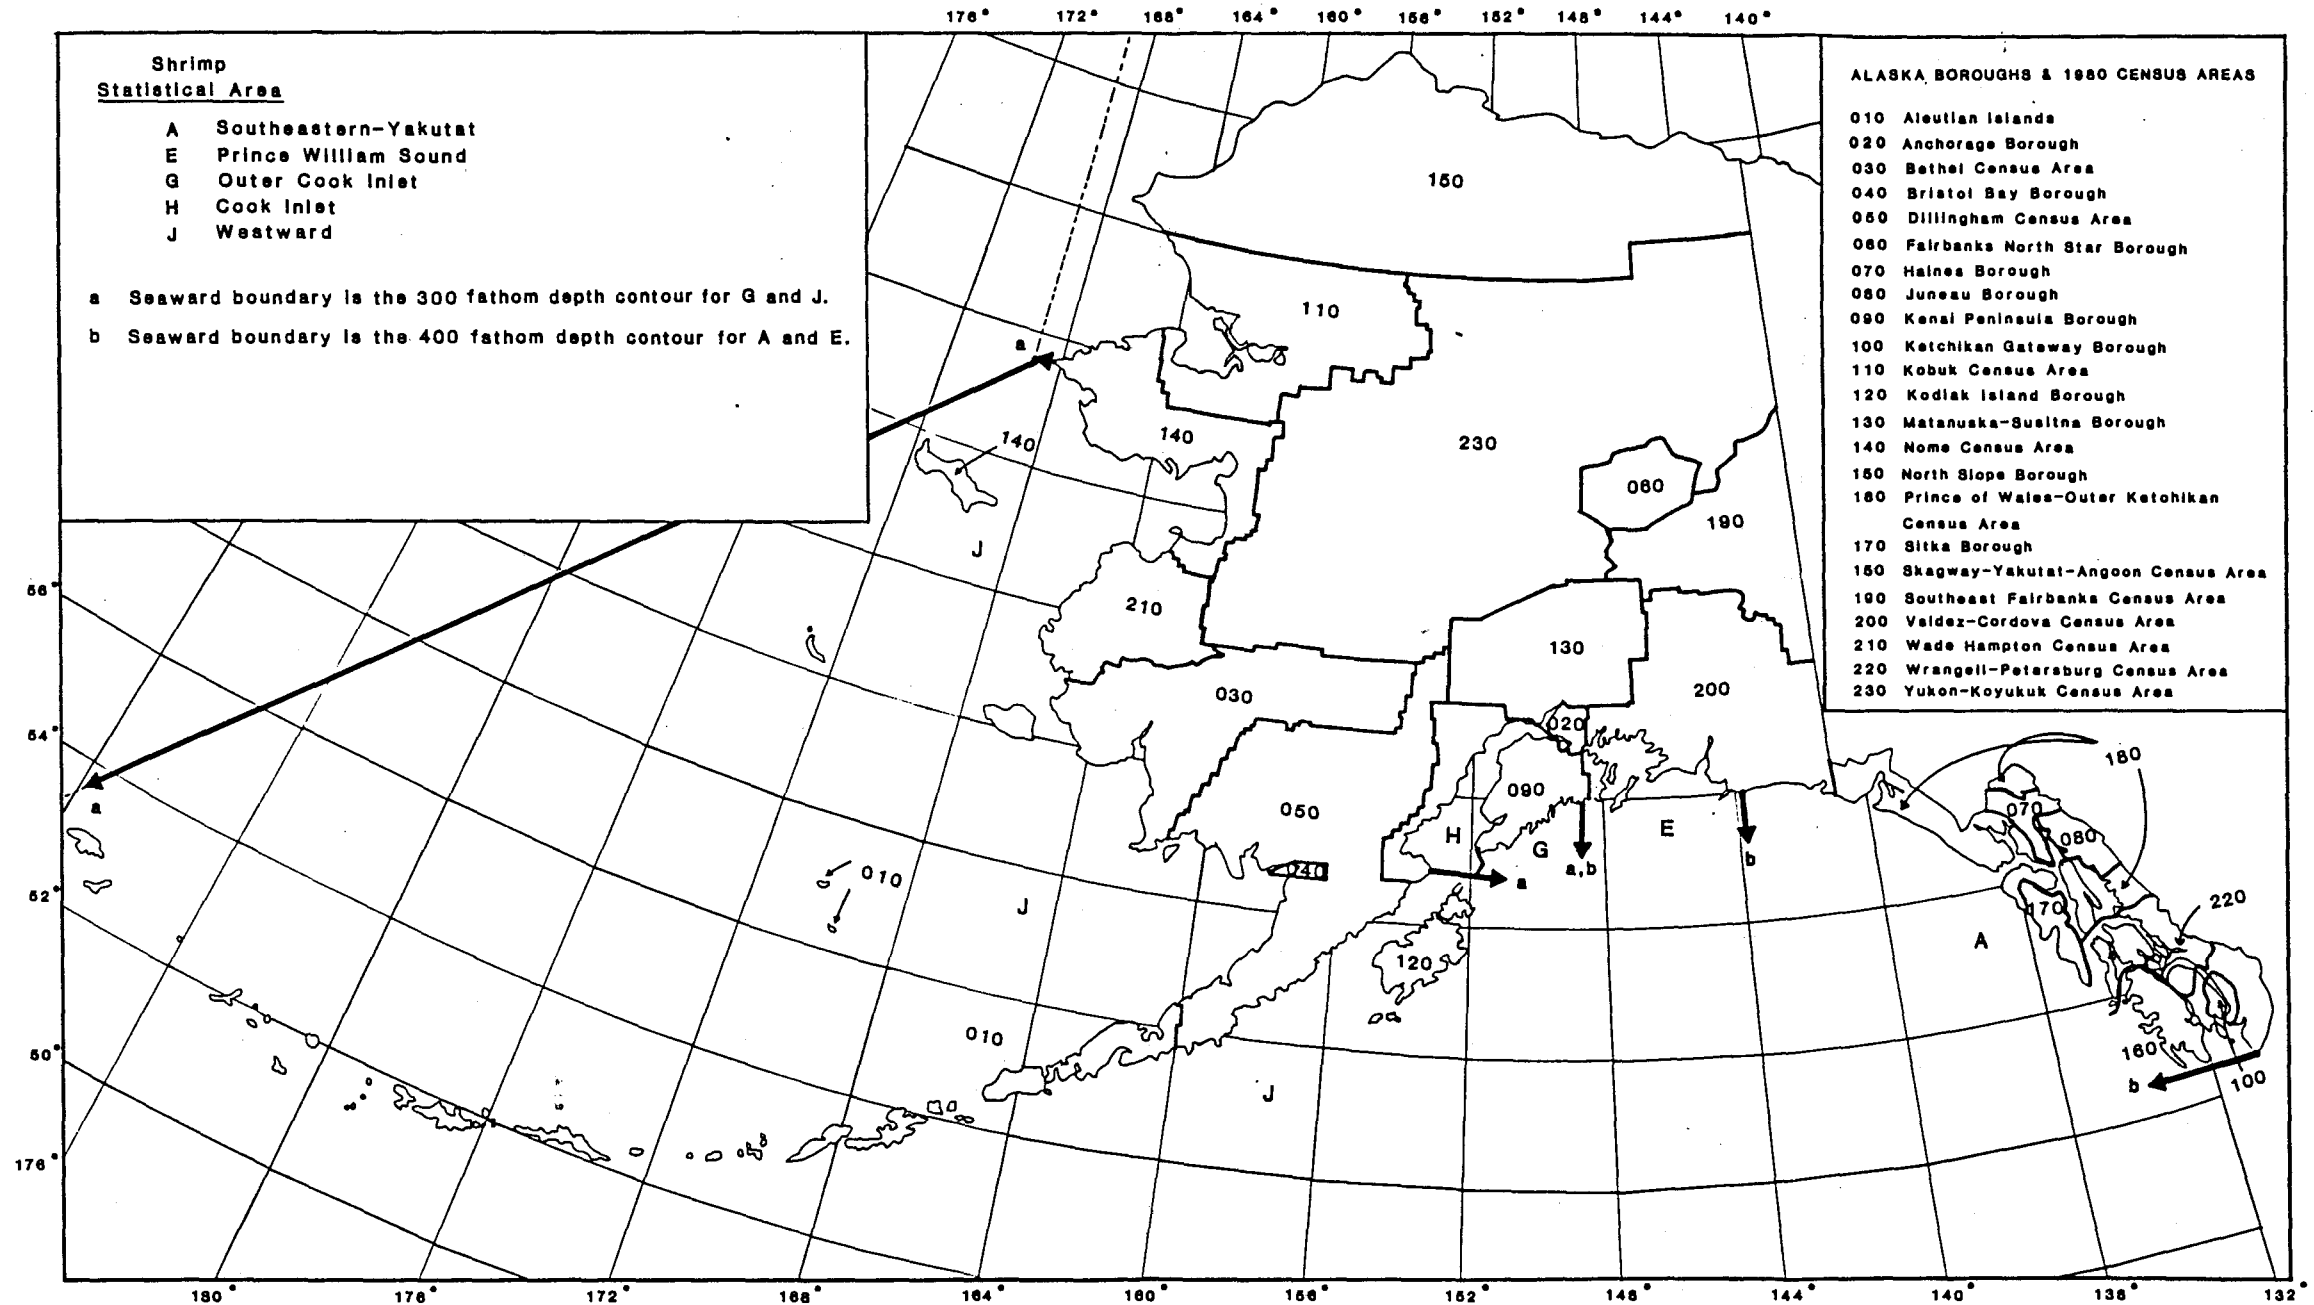 176° 172° 168° 164° 160° 156° 152° 148° 144° 140°
Shrimp
Statistical Area
A Southeastern-Yakutat
E Prince William Sound
G Outer Cook Inlet
H Cook Inlet
J Westward
a Seaward boundary is the 300 fathom depth contour for G and J.
b Seaward boundary is the 400 fathom depth contour for A and E.
ALASKA BOROUGHS & 1980 CENSUS AREAS
010 Aleutian Islands
020 Anchorage Borough
030 Bethel Census Area
040 Bristol Bay Borough
050 Dillingham Census Area
060 Fairbanks North Star Borough
070 Haines Borough
080 Juneau Borough
090 Kenai Peninsula Borough
100 Ketchikan Gateway Borough
110 Kobuk Census Area
120 Kodiak Island Borough
130 Matanuska-Susitna Borough
140 Nome Census Area
150 North Slope Borough
160 Prince of Wales-Outer Ketchikan
Census Area
170 Sitka Borough
180 Skagway-Yakutat-Angoon Census Area
190 Southeast Fairbanks Census Area
200 Valdez-Cordova Census Area
210 Wade Hampton Census Area
220 Wrangell-Petersburg Census Area
230 Yukon-Koyukuk Census Area
150
110
a
140
140
230
060
190
J
56°
210
130
030
200
020
54°
180
a
090
070
050
H
E
080
G
040
a
a,b
b
010
52°
J
170
220
A
120
010
50°
160
J
b
100
176°
180° 176° 172° 168° 164° 160° 156° 152° 148° 144° 140° 136° 132°